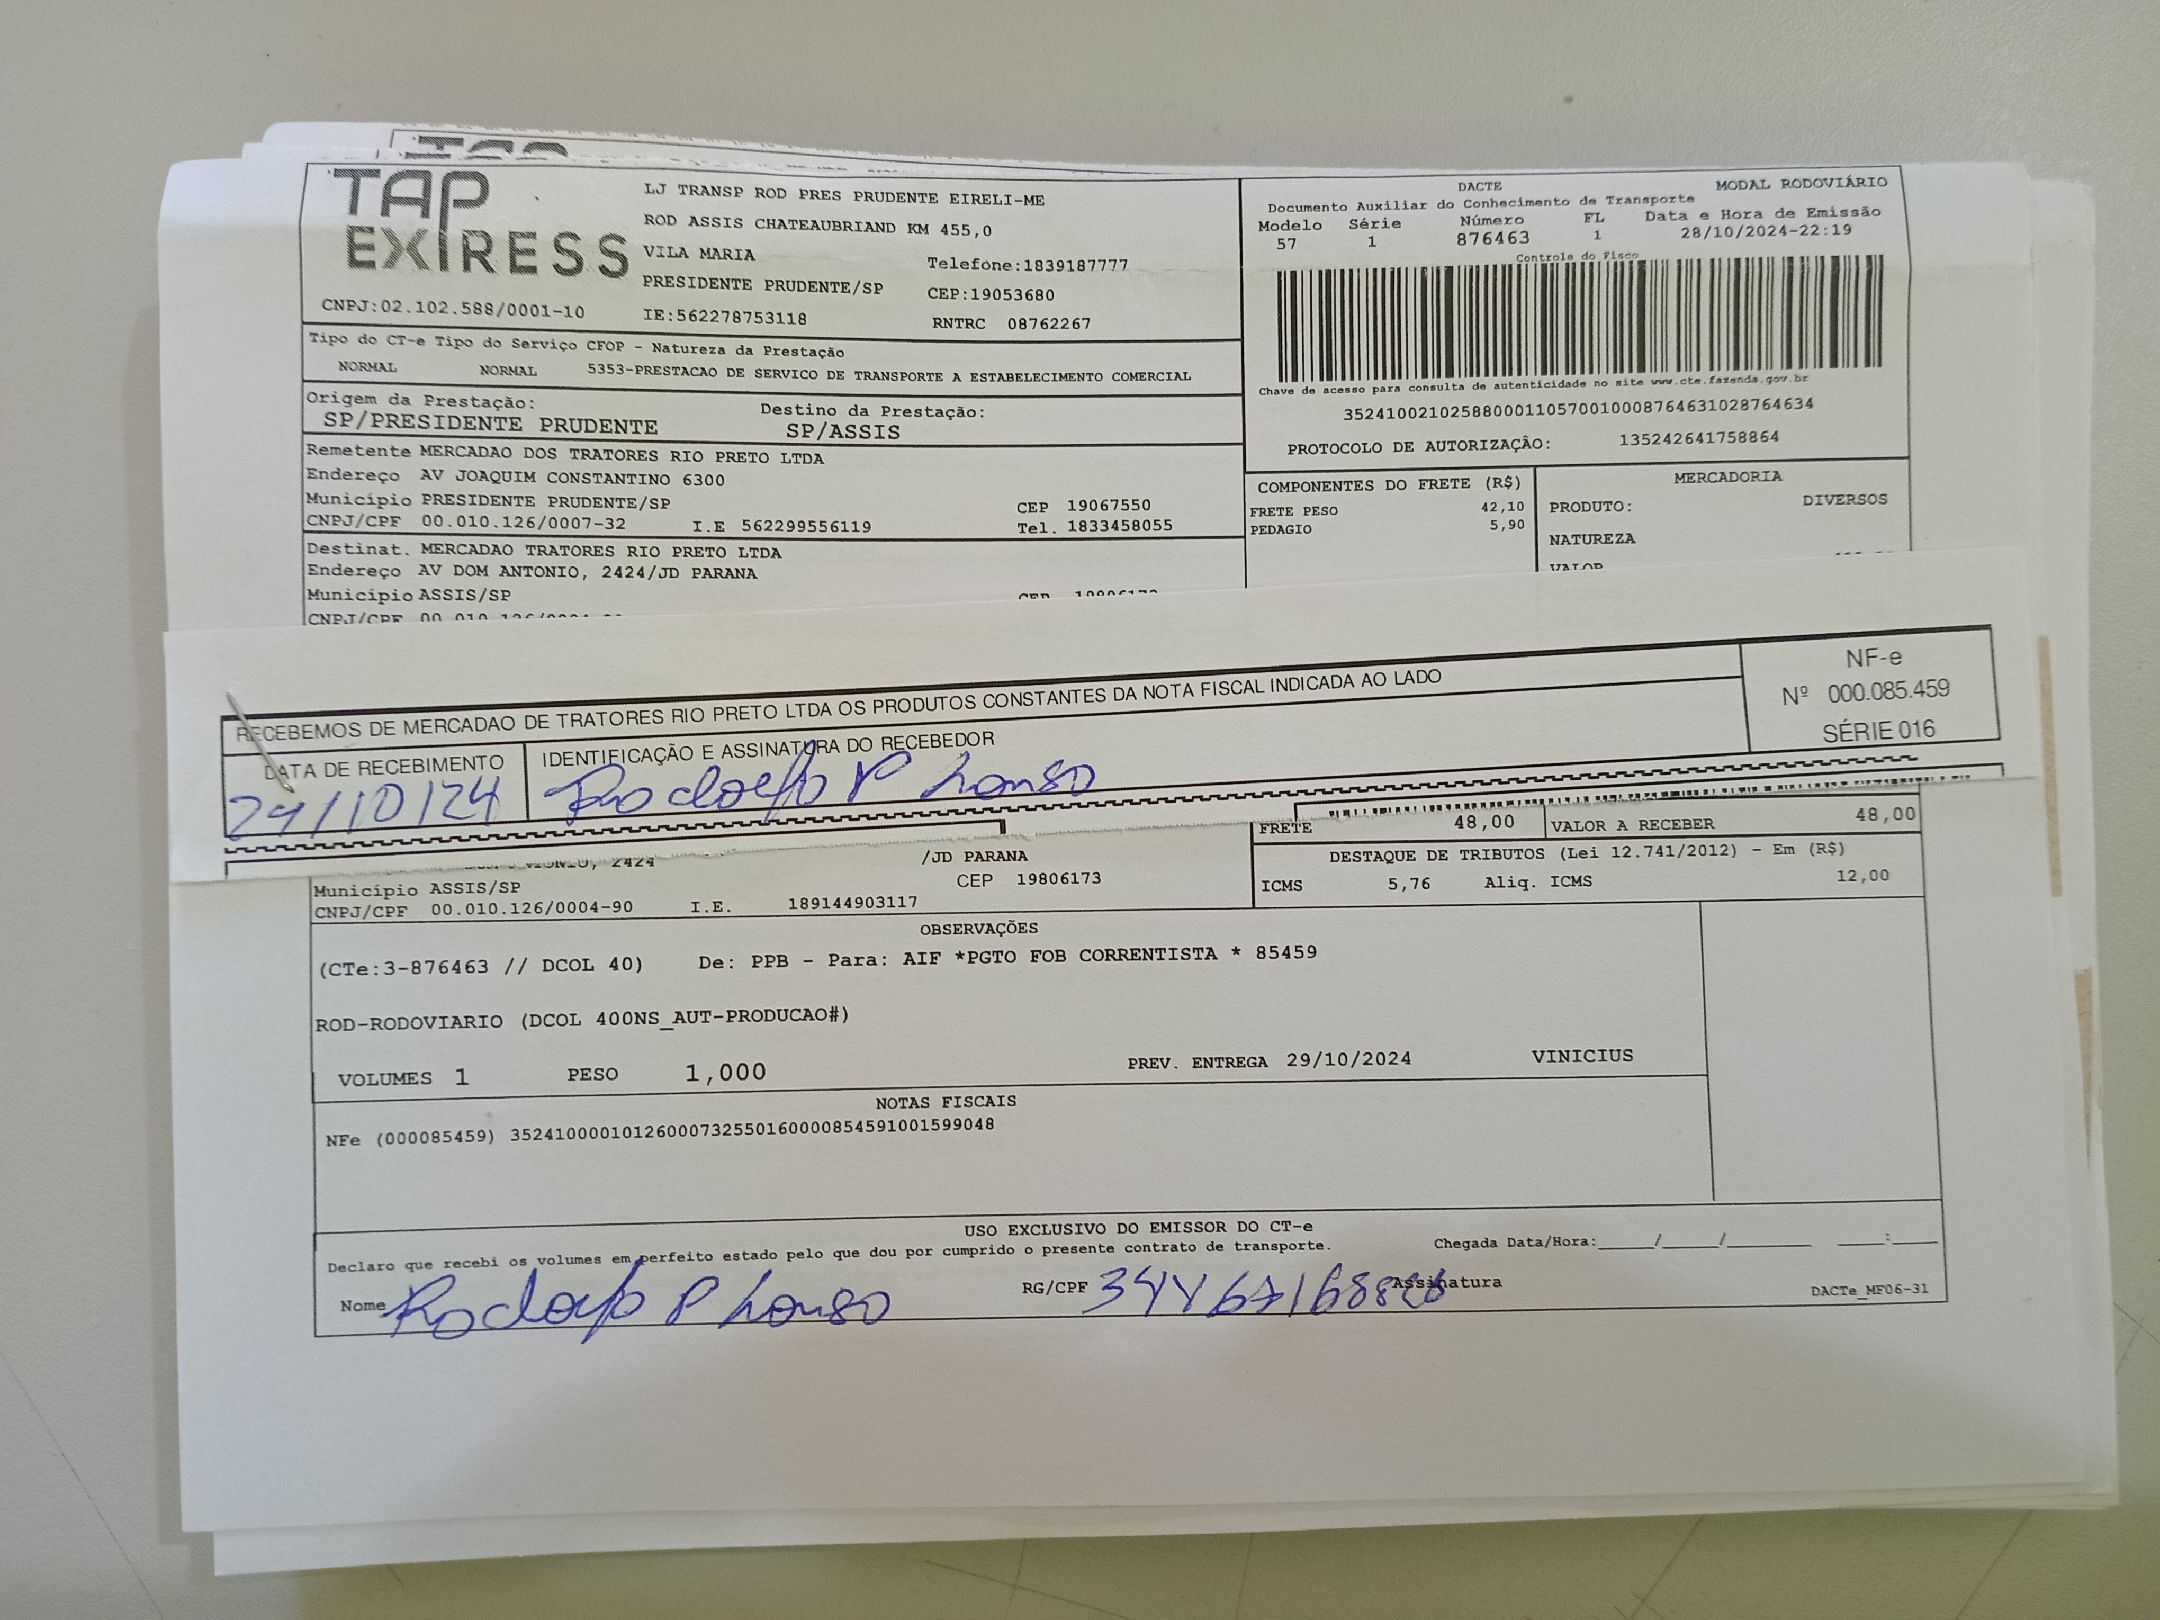 TAP
EXPRESS
CNPJ:02.102.588/0001-10
LJ TRANSP ROD PRES PRUDENTE EIRELI-ME
ROD ASSIS CHATEAUBRIAND KM 455,0
VILA MARIA
Telefone:1839187777
PRESIDENTE PRUDENTE/SP
CEP:19053680
IE:562278753118
RNTRC 08762267
DACTE MODAL RODOVIÁRIO
Documento Auxiliar do Conhecimento de Transporte
Modelo Série Número FL Data e Hora de Emissão
57 1 876463 1 28/10/2024-22:19
Controle do Fisco
Chave de acesso para consulta de autenticidade no site www.cte.fazenda.gov.br
35241002102588000110570010008764631028764634
PROTOCOLO DE AUTORIZAÇÃO: 135242641758864
Tipo do CT-e Tipo do Serviço CFOP - Natureza da Prestação
NORMAL NORMAL 5353-PRESTACAO DE SERVICO DE TRANSPORTE A ESTABELECIMENTO COMERCIAL
Origem da Prestação: Destino da Prestação:
SP/PRESIDENTE PRUDENTE SP/ASSIS
Remetente MERCADAO DOS TRATORES RIO PRETO LTDA
Endereço AV JOAQUIM CONSTANTINO 6300
Município PRESIDENTE PRUDENTE/SP CEP 19067550
CNPJ/CPF 00.010.126/0007-32 I.E 562299556119 Tel. 1833458055
Destinat. MERCADAO TRATORES RIO PRETO LTDA
Endereço AV DOM ANTONIO, 2424/JD PARANA
Município ASSIS/SP
CNPJ/CPF
COMPONENTES DO FRETE (R$)
FRETE PESO 42,10
PEDAGIO 5,90
MERCADORIA
PRODUTO: DIVERSOS
NATUREZA
VALOR
RECEBEMOS DE MERCADAO DE TRATORES RIO PRETO LTDA OS PRODUTOS CONSTANTES DA NOTA FISCAL INDICADA AO LADO
NF-e
Nº 000.085.459
SÉRIE 016
DATA DE RECEBIMENTO
IDENTIFICAÇÃO E ASSINATURA DO RECEBEDOR
29/10/24
Rodolfo P
FRETE 48,00 VALOR A RECEBER 48,00
DESTAQUE DE TRIBUTOS (Lei 12.741/2012) - Em (R$)
ICMS 5,76 Aliq. ICMS 12,00
2424 /JD PARANA
Município ASSIS/SP CEP 19806173
CNPJ/CPF 00.010.126/0004-90 I.E. 189144903117
OBSERVAÇÕES
(CTe:3-876463 // DCOL 40) De: PPB - Para: AIF *PGTO FOB CORRENTISTA * 85459
ROD-RODOVIARIO (DCOL 400NS_AUT-PRODUCAO#)
VOLUMES 1 PESO 1,000 PREV. ENTREGA 29/10/2024 VINICIUS
NOTAS FISCAIS
NFe (000085459) 35241000010126000732550160000854591001599048
USO EXCLUSIVO DO EMISSOR DO CT-e
Declaro que recebi os volumes em perfeito estado pelo que dou por cumprido o presente contrato de transporte.
Chegada Data/Hora:_____/_____/_______ ____:____
Nome Rodolfo P
RG/CPF
Assinatura
DACTe_MF06-31